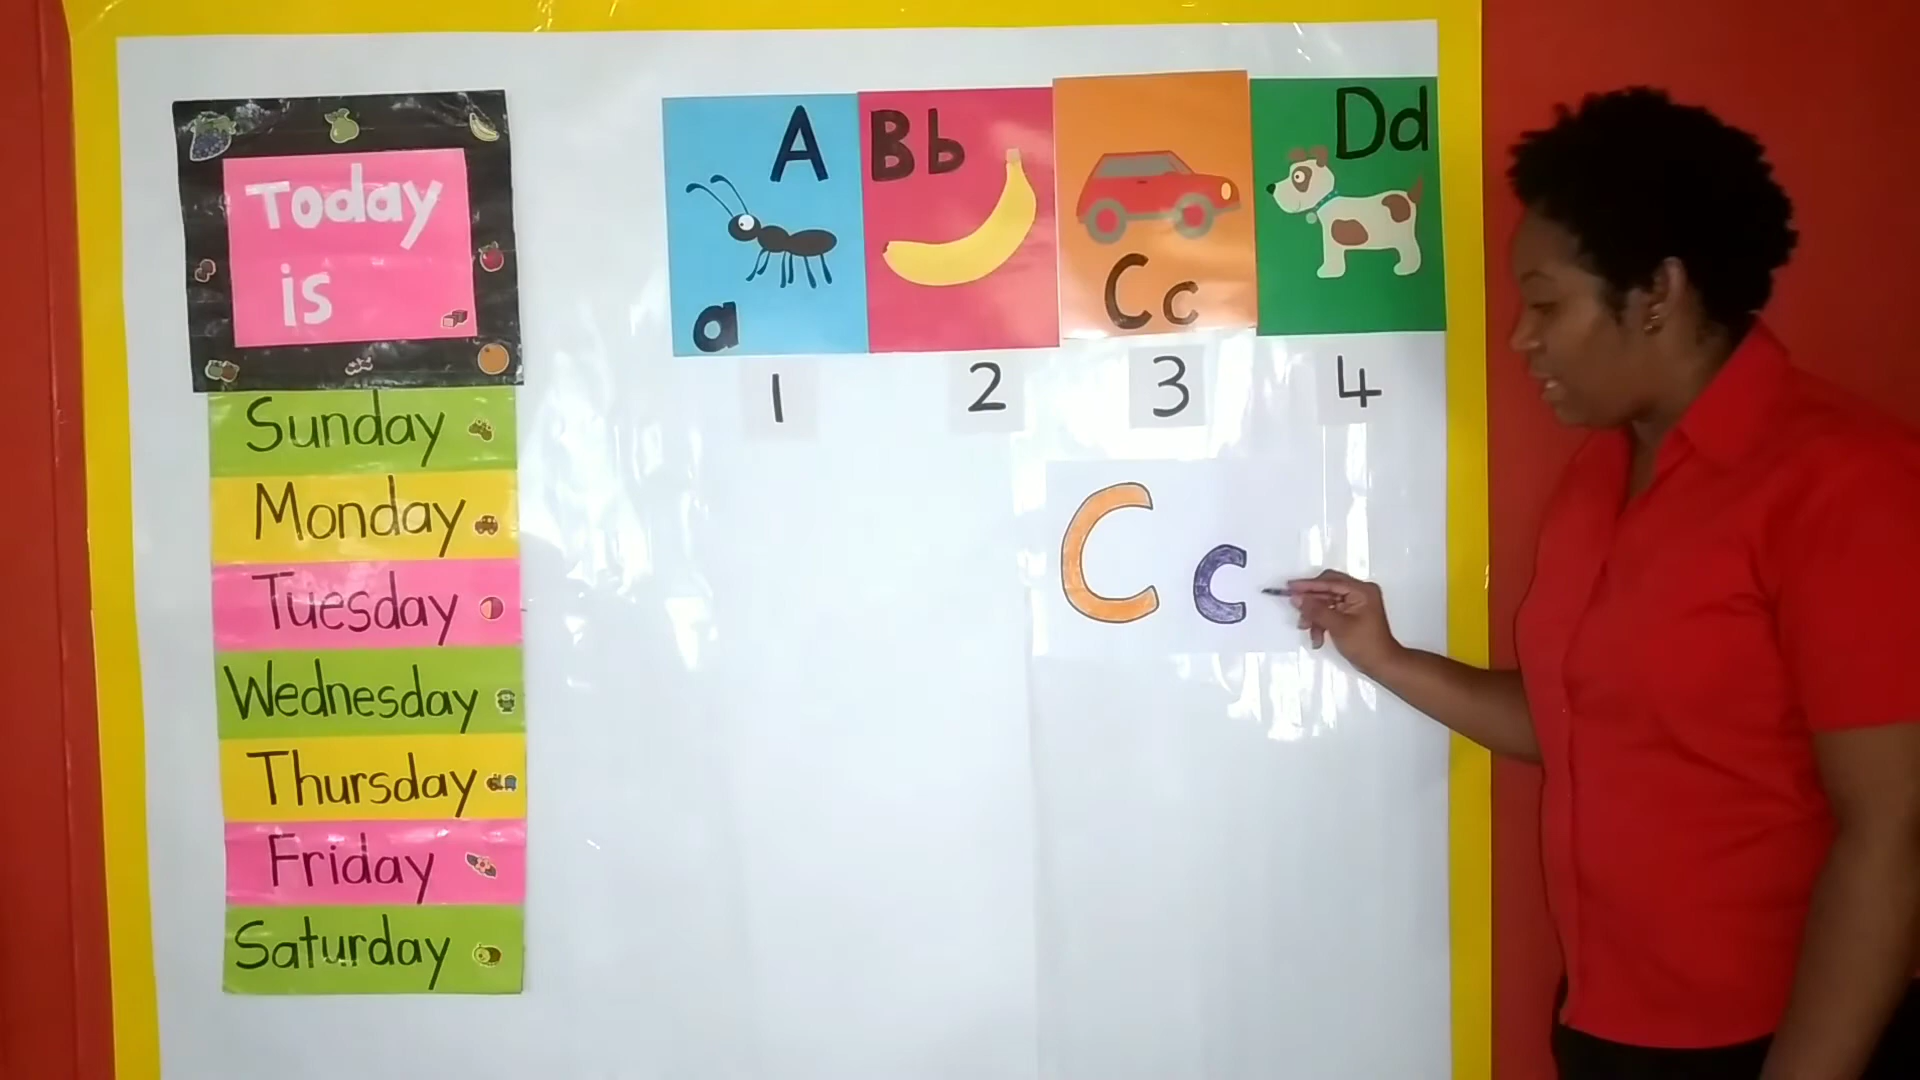 Today
is
Sunday
Monday
Tuesday
Wednesday
Thursday
Friday
Saturday
A
a
Bb
Cc
Dd
1
2
3
4
C c